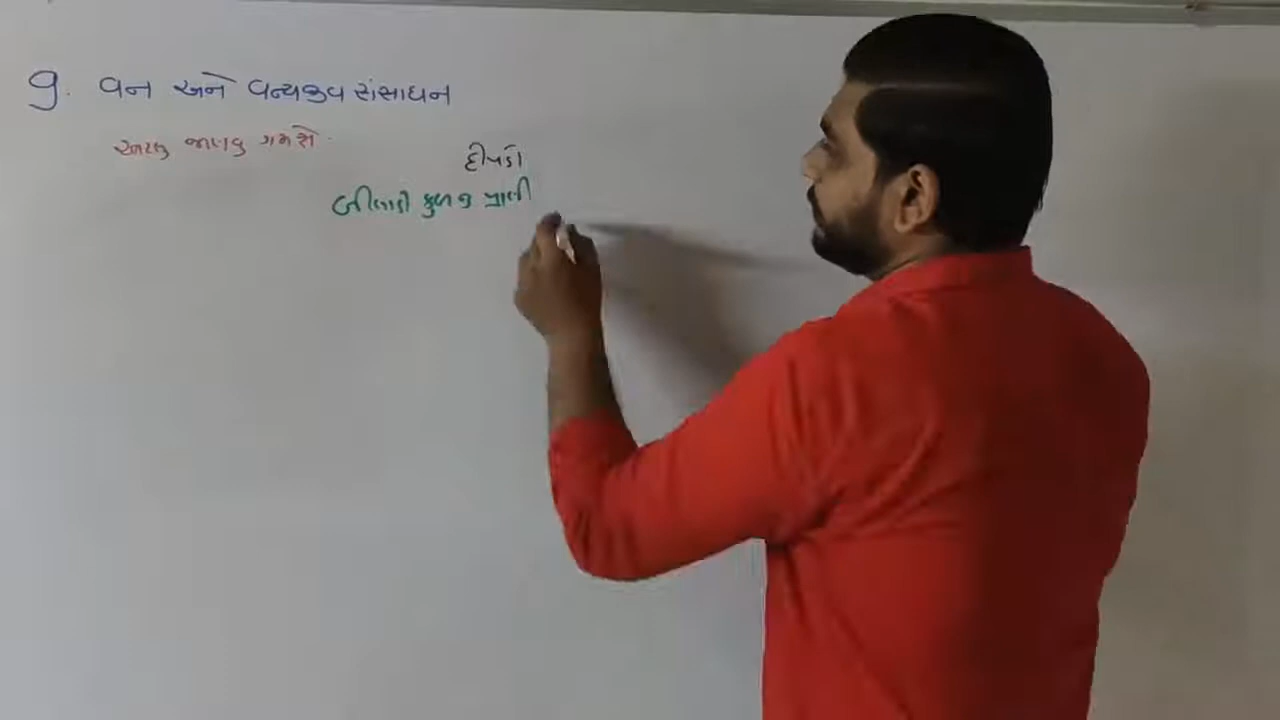 9. વન અને વન્યજીવ સંસાધન
આટલું જાણવું ગમશે.
દીપડો
બીલાડી કુળનું પ્રાણી